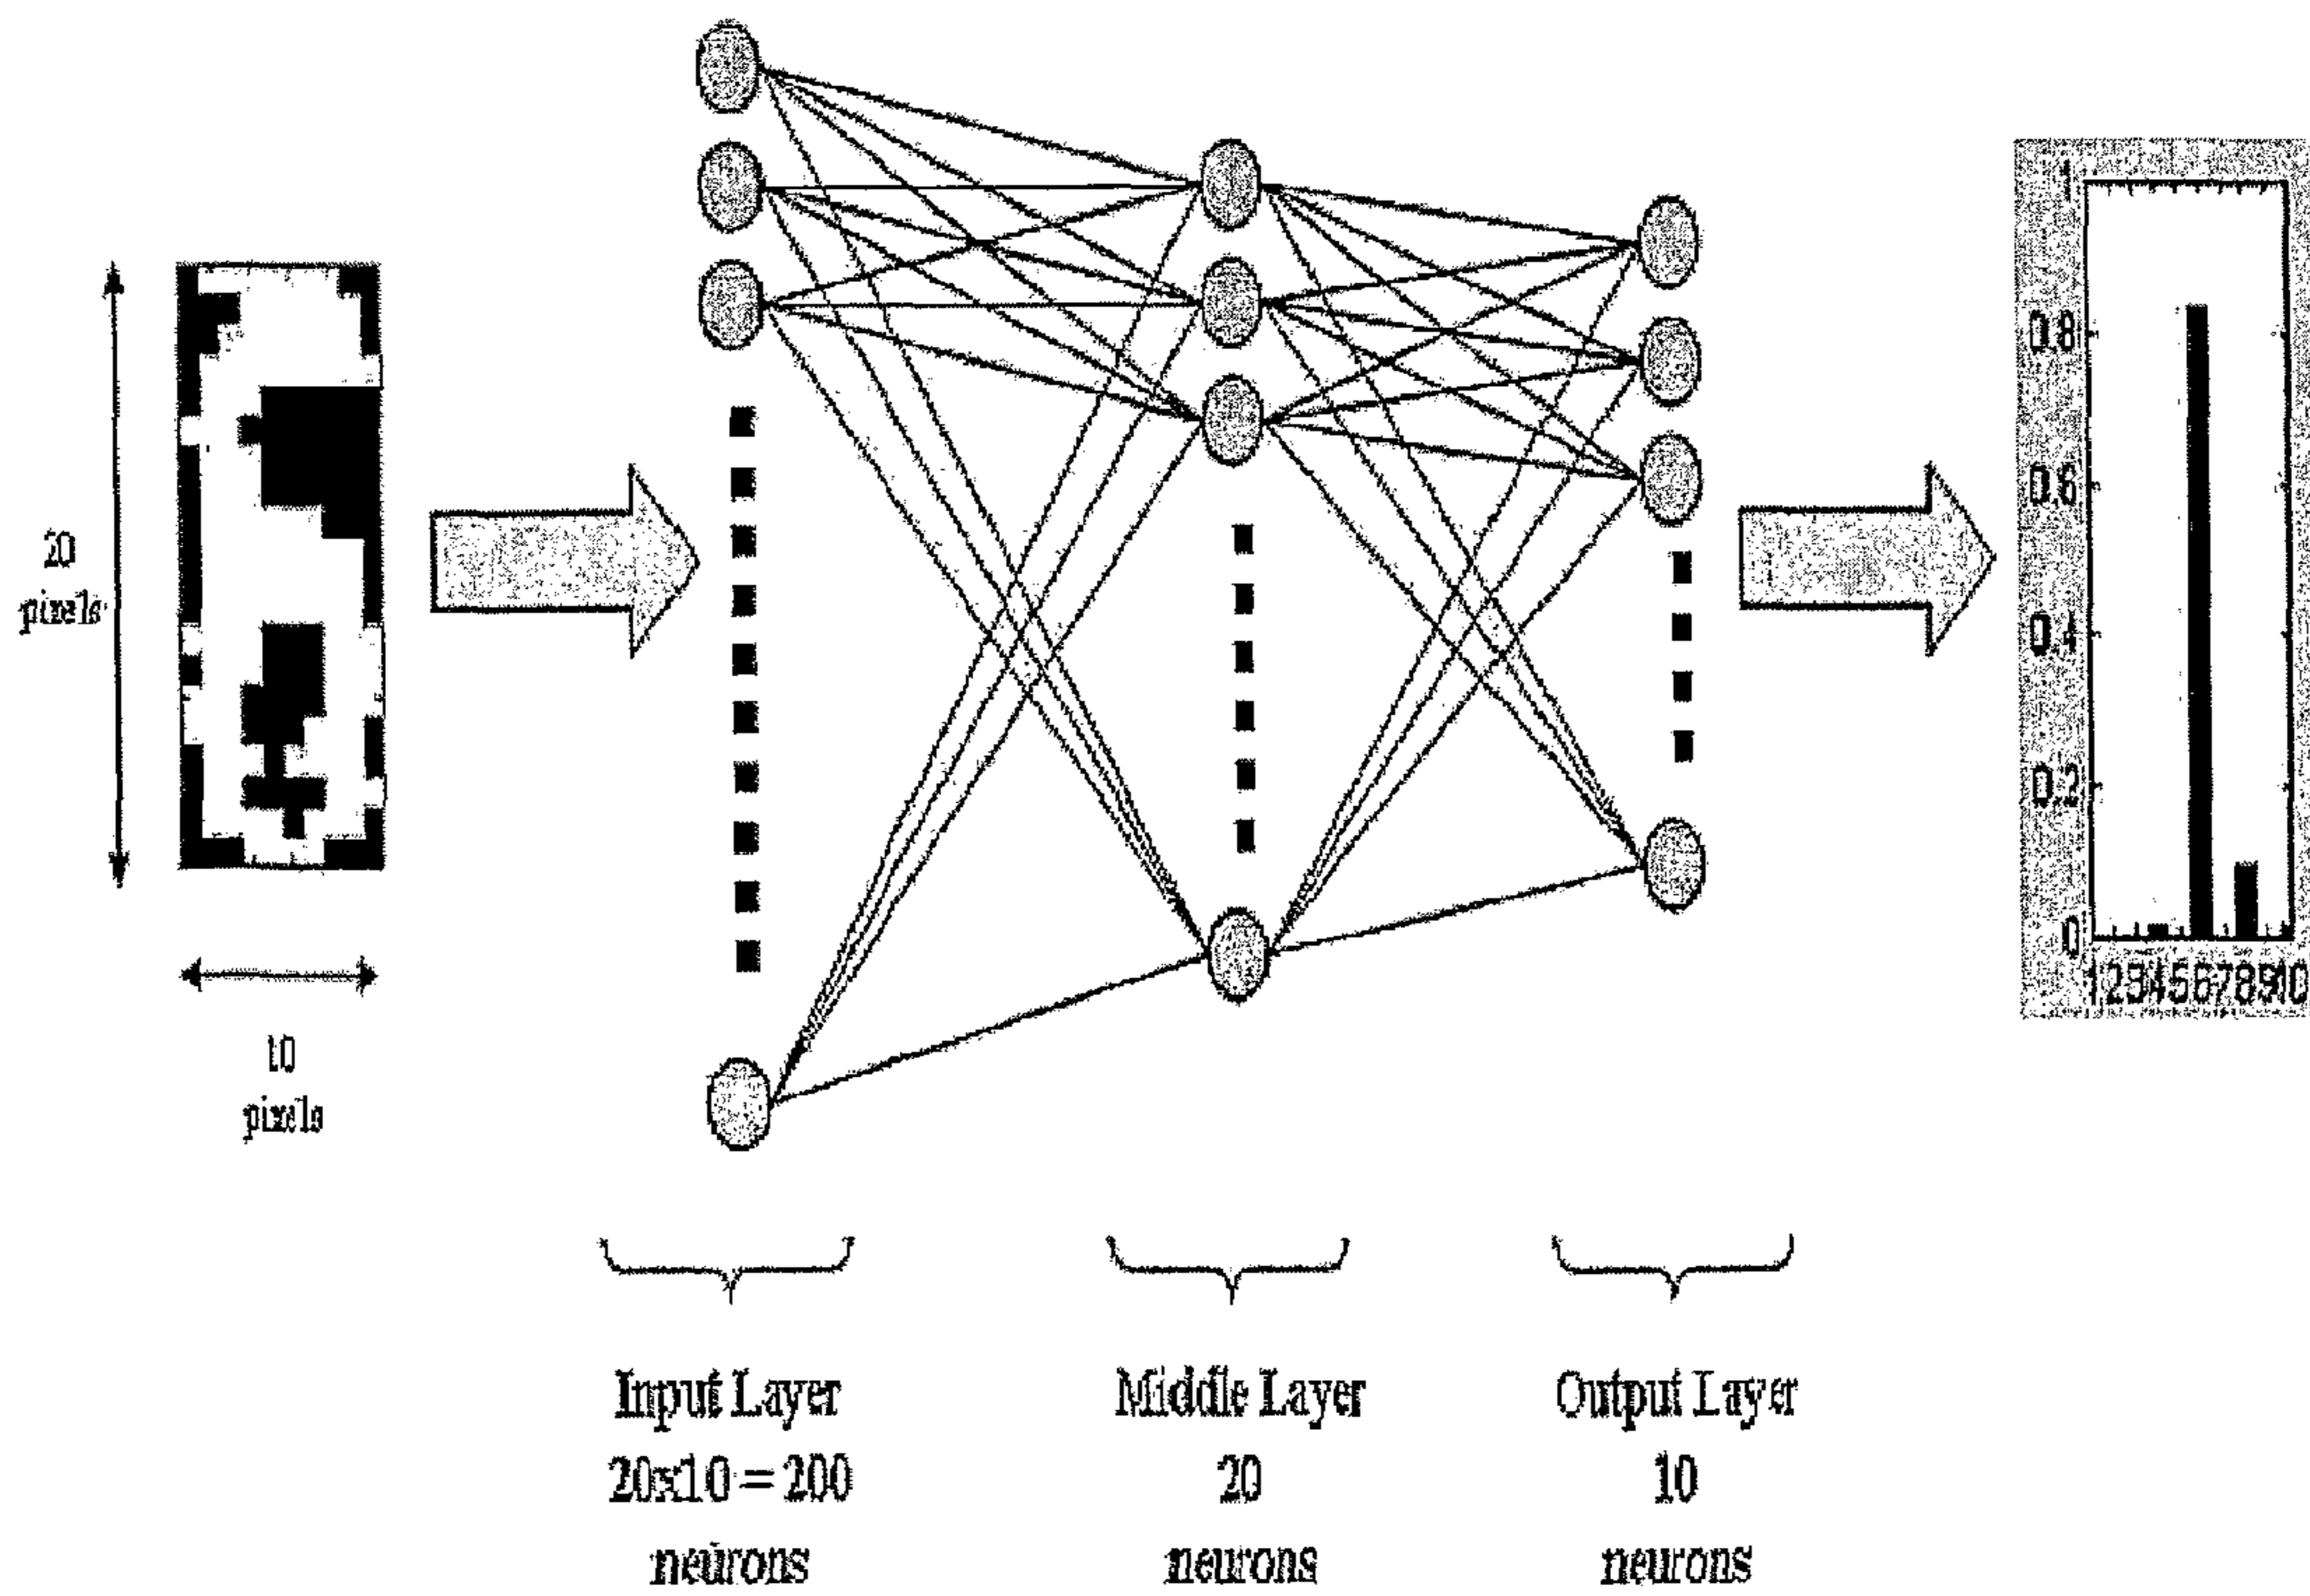 20
pixels
10
pixels
1
0.8
0.6
0.4
0.2
0
12345678910
Input Layer
20x10 = 200
neurons
Middle Layer
20
neurons
Output Layer
10
neurons